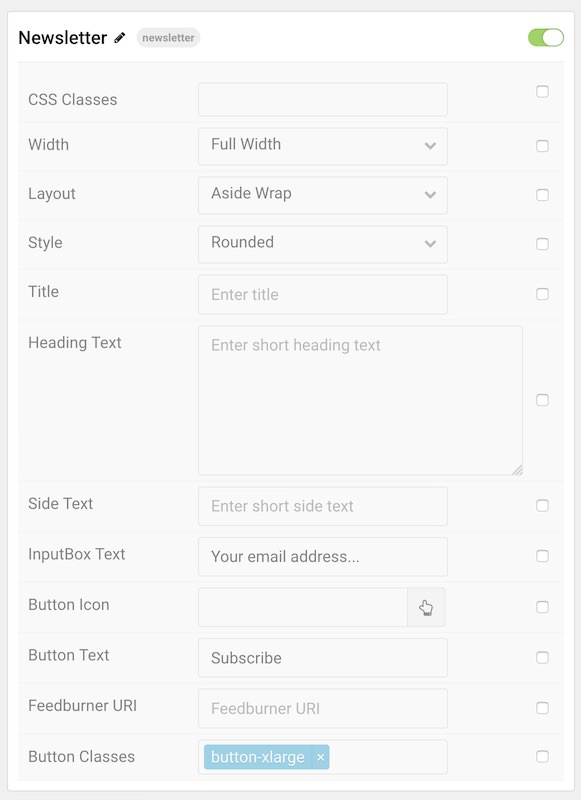 Newsletter newsletter
CSS Classes
Width Full Width
Layout Aside Wrap
Style Rounded
Title Enter title
Heading Text Enter short heading text
Side Text Enter short side text
InputBox Text Your email address...
Button Icon
Button Text Subscribe
Feedburner URI Feedburner URI
Button Classes button-xlarge ×